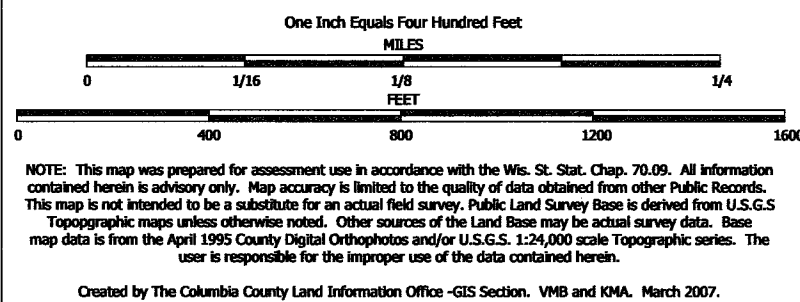 One Inch Equals Four Hundred Feet
MILES
0 1/16 1/8 1/4
FEET
0 400 800 1200 1600
NOTE: This map was prepared for assessment use in accordance with the Wis. St. Stat. Chap. 70.09. All information
contained herein is advisory only. Map accuracy is limited to the quality of data obtained from other Public Records.
This map is not intended to be a substitute for an actual field survey. Public Land Survey Base is derived from U.S.G.S
Topopgraphic maps unless otherwise noted. Other sources of the Land Base may be actual survey data. Base
map data is from the April 1995 County Digital Orthophotos and/or U.S.G.S. 1:24,000 scale Topographic series. The
user is responsible for the improper use of the data contained herein.
Created by The Columbia County Land Information Office -GIS Section. VMB and KMA. March 2007.